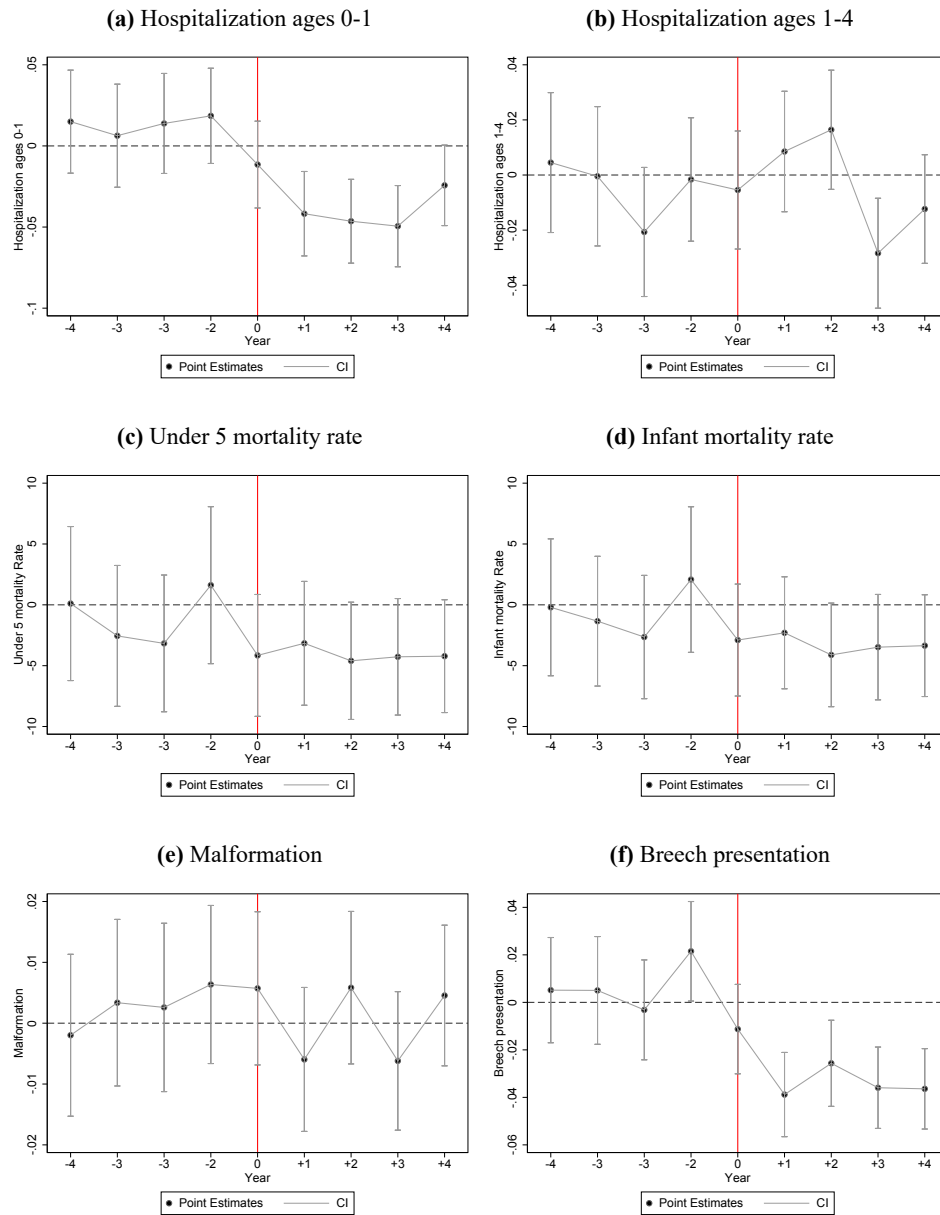 (a) Hospitalization ages 0-1
Hospitalization ages 0-1
.05
0
-.05
-.1
-4 -3 -3 -2 0 +1 +2 +3 +4
Year
Point Estimates CI
(b) Hospitalization ages 1-4
Hospitalization ages 1-4
.04
.02
0
-.02
-.04
-4 -3 -3 -2 0 +1 +2 +3 +4
Year
Point Estimates CI
(c) Under 5 mortality rate
Under 5 mortality Rate
10
5
0
-5
-10
-4 -3 -3 -2 0 +1 +2 +3 +4
Year
Point Estimates CI
(d) Infant mortality rate
Infant mortality Rate
10
5
0
-5
-10
-4 -3 -3 -2 0 +1 +2 +3 +4
Year
Point Estimates CI
(e) Malformation
Malformation
.02
.01
0
-.01
-.02
-4 -3 -3 -2 0 +1 +2 +3 +4
Year
Point Estimates CI
(f) Breech presentation
Breech presentation
.04
.02
0
-.02
-.04
-.06
-4 -3 -3 -2 0 +1 +2 +3 +4
Year
Point Estimates CI